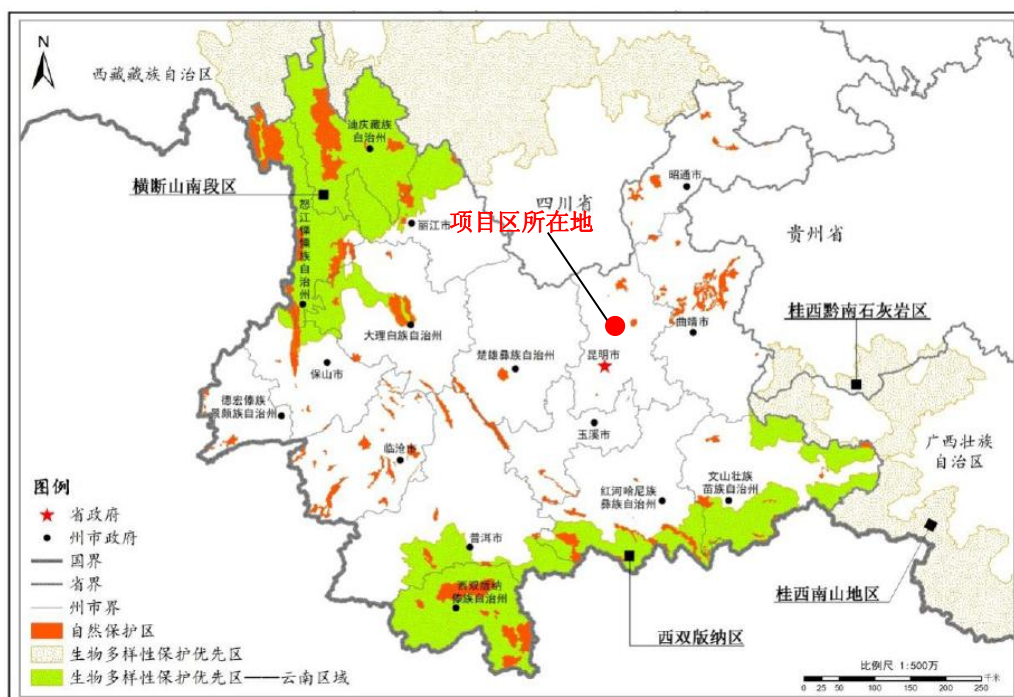 N
西藏藏族自治区
迪庆藏族
自治州
横断山南段区
怒江傈僳族自治州
丽江市
四川省
昭通市
项目区所在地
贵州省
桂西黔南石灰岩区
大理白族自治州
楚雄彝族自治州
昆明市
曲靖市
保山市
德宏傣族
景颇族自治州
玉溪市
临沧市
广西壮族
自治区
红河哈尼族
彝族自治州
文山壮族
苗族自治州
普洱市
西双版纳
傣族自治州
西双版纳区
桂西南山地区
图例
省政府
州市政府
国界
省界
州市界
自然保护区
生物多样性保护优先区
生物多样性保护优先区——云南区域
比例尺 1:500万
0 25 50 100 150 200 250 千米